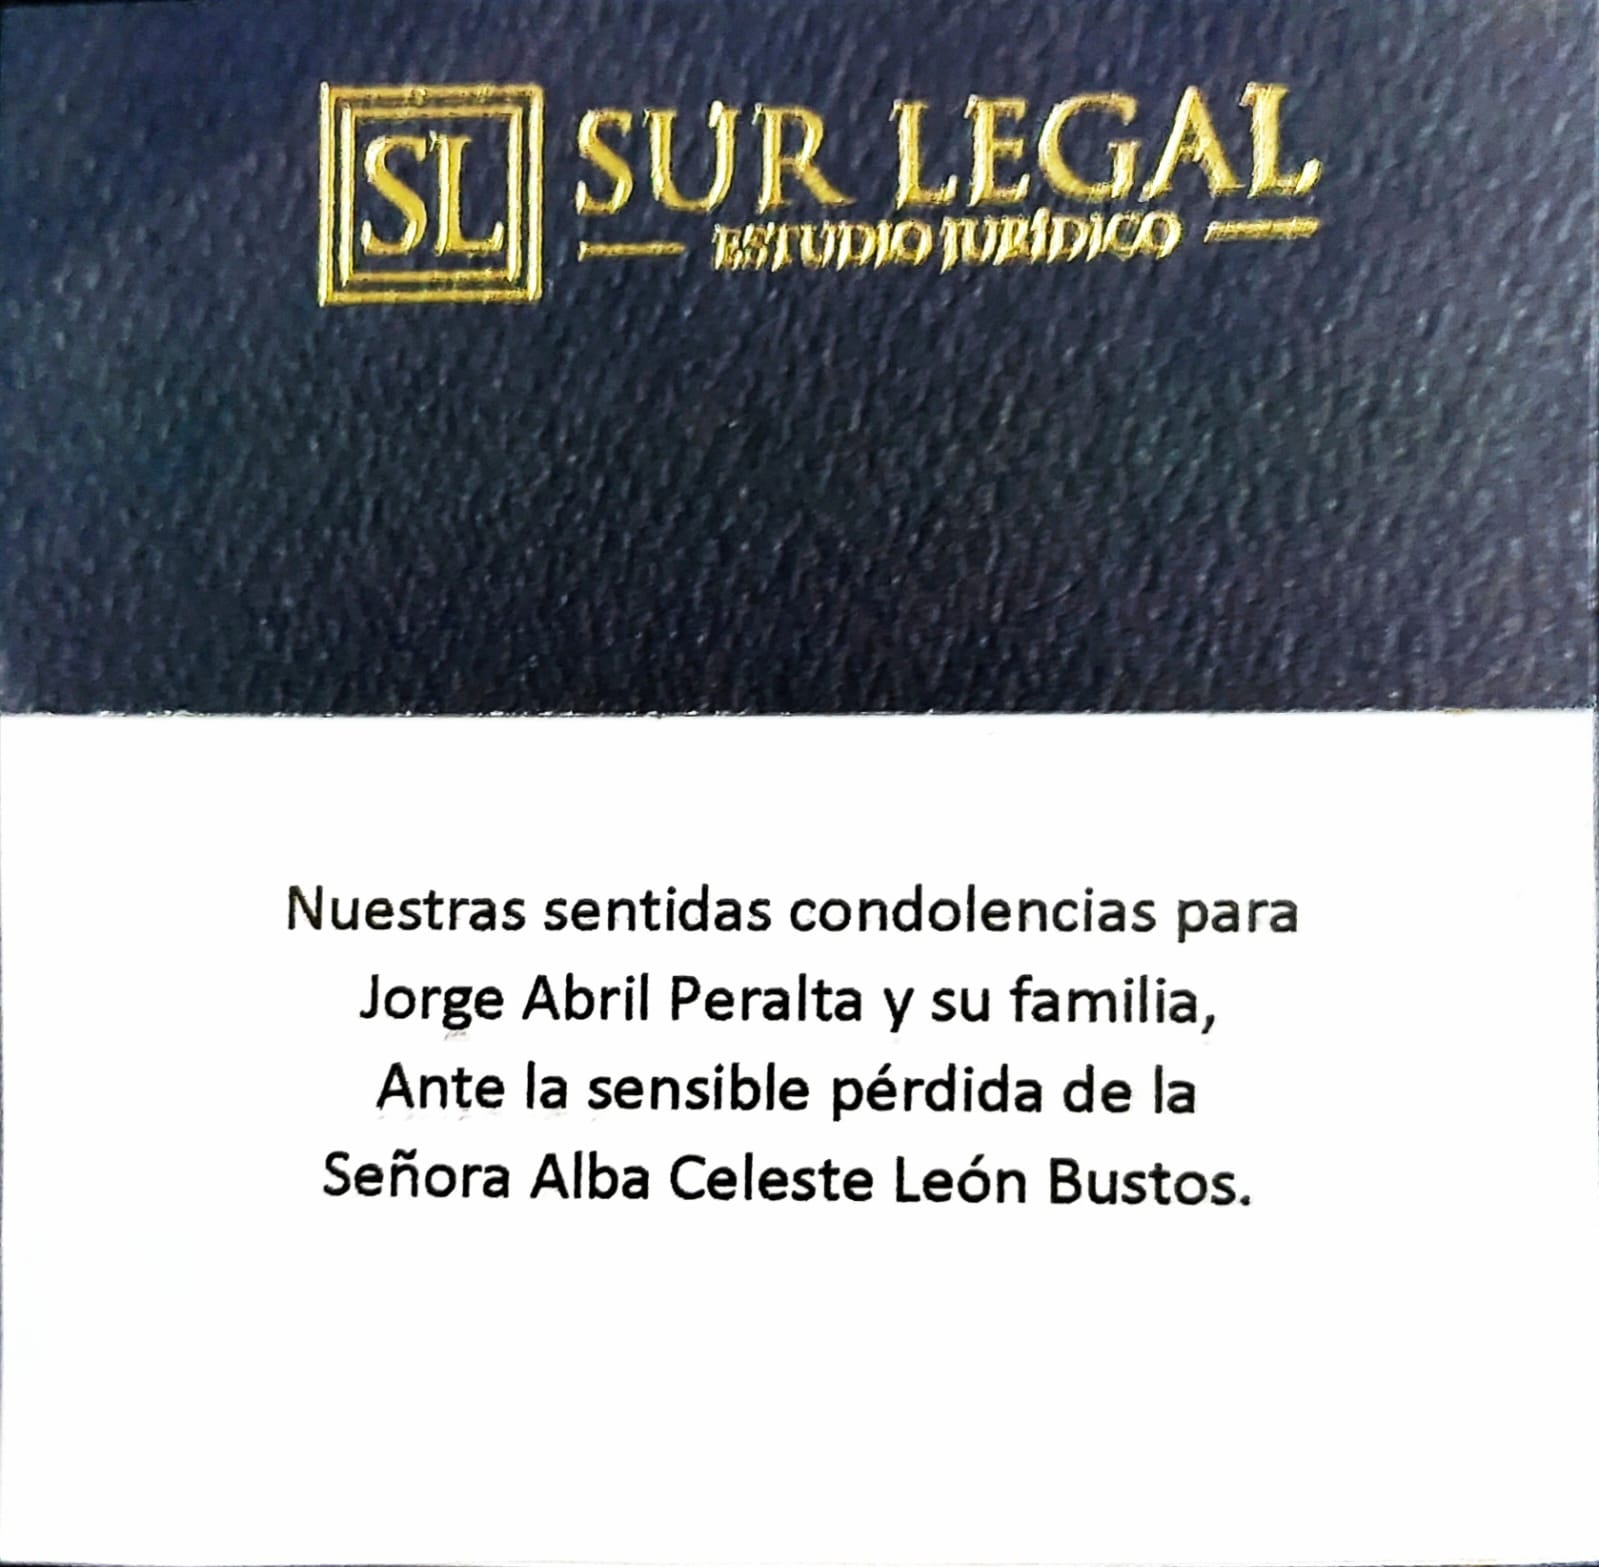 SL
SUR LEGAL
ESTUDIO JURÍDICO
Nuestras sentidas condolencias para
Jorge Abril Peralta y su familia,
Ante la sensible pérdida de la
Señora Alba Celeste León Bustos.